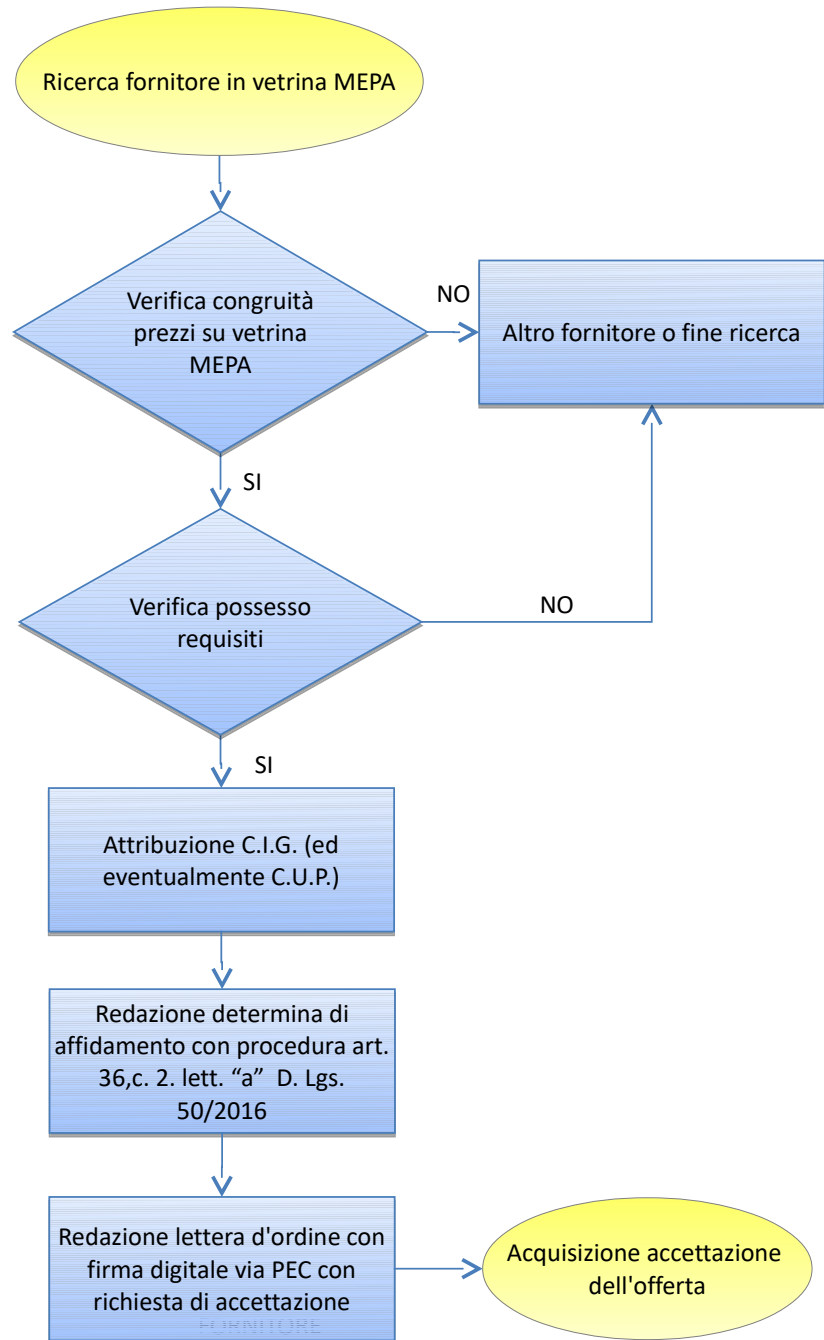 Ricerca fornitore in vetrina MEPA
Verifica congruità
prezzi su vetrina
MEPA
NO
Altro fornitore o fine ricerca
SI
Verifica possesso
requisiti
NO
SI
Attribuzione C.I.G. (ed
eventualmente C.U.P.)
Redazione determina di
affidamento con procedura art.
36,c. 2. lett. “a” D. Lgs.
50/2016
Redazione lettera d'ordine con
firma digitale via PEC con
richiesta di accettazione
FORNITORE
Acquisizione accettazione
dell'offerta